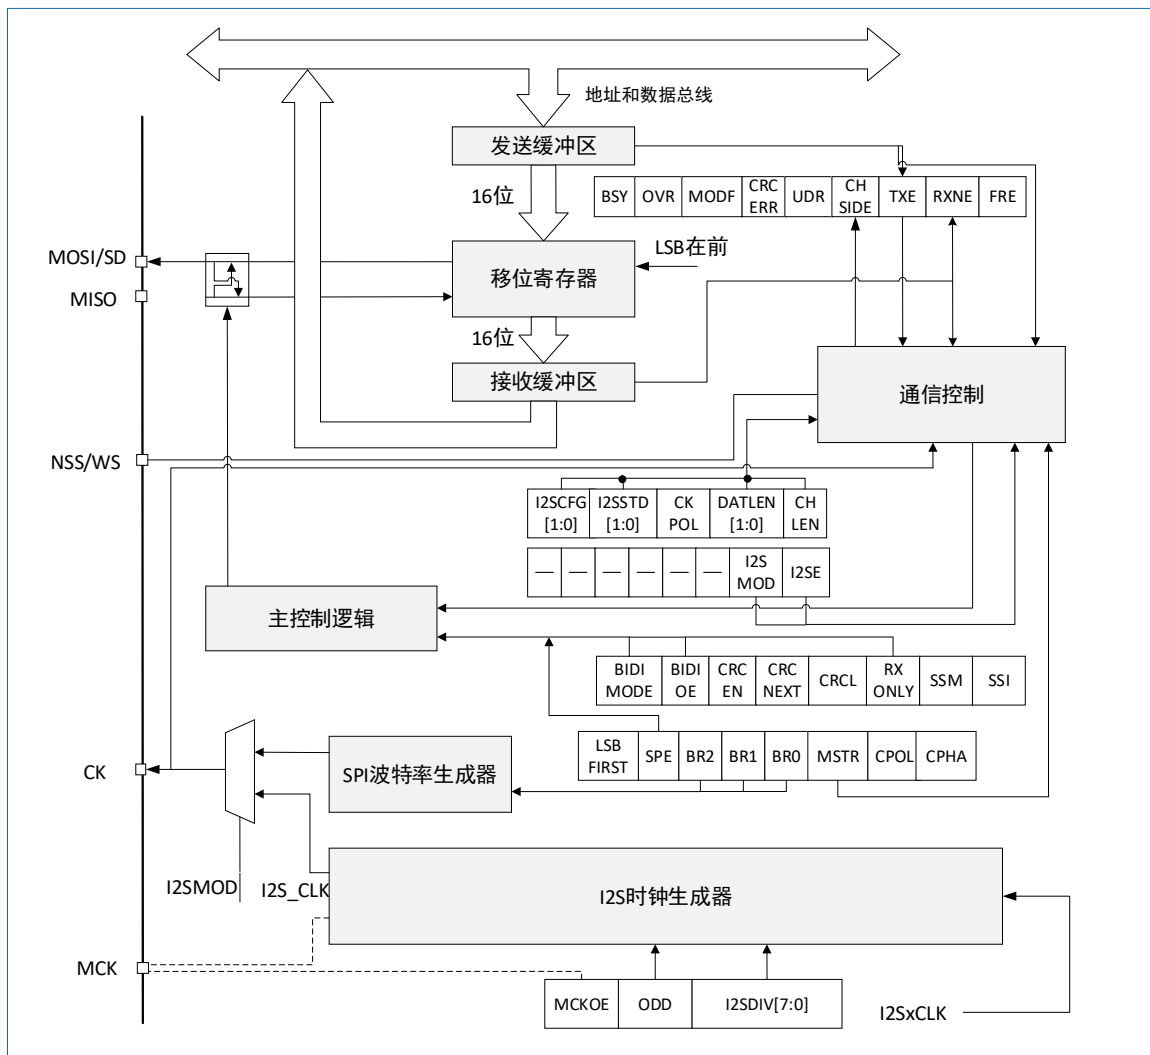 地址和数据总线
发送缓冲区
16位
BSY
OVR
MODF
CRC
ERR
UDR
CH
SIDE
TXE
RXNE
FRE
MOSI/SD
MISO
移位寄存器
LSB在前
16位
接收缓冲区
通信控制
NSS/WS
I2SCFG
[1:0]
I2SSTD
[1:0]
CK
POL
DATLEN
[1:0]
CH
LEN
— — — — — —
I2S
MOD
I2SE
主控制逻辑
BIDI
MODE
BIDI
OE
CRC
EN
CRC
NEXT
CRCL
RX
ONLY
SSM
SSI
LSB
FIRST
SPE
BR2
BR1
BR0
MSTR
CPOL
CPHA
CK
SPI波特率生成器
I2SMOD
I2S_CLK
I2S时钟生成器
MCK
MCKOE
ODD
I2SDIV[7:0]
I2SxCLK